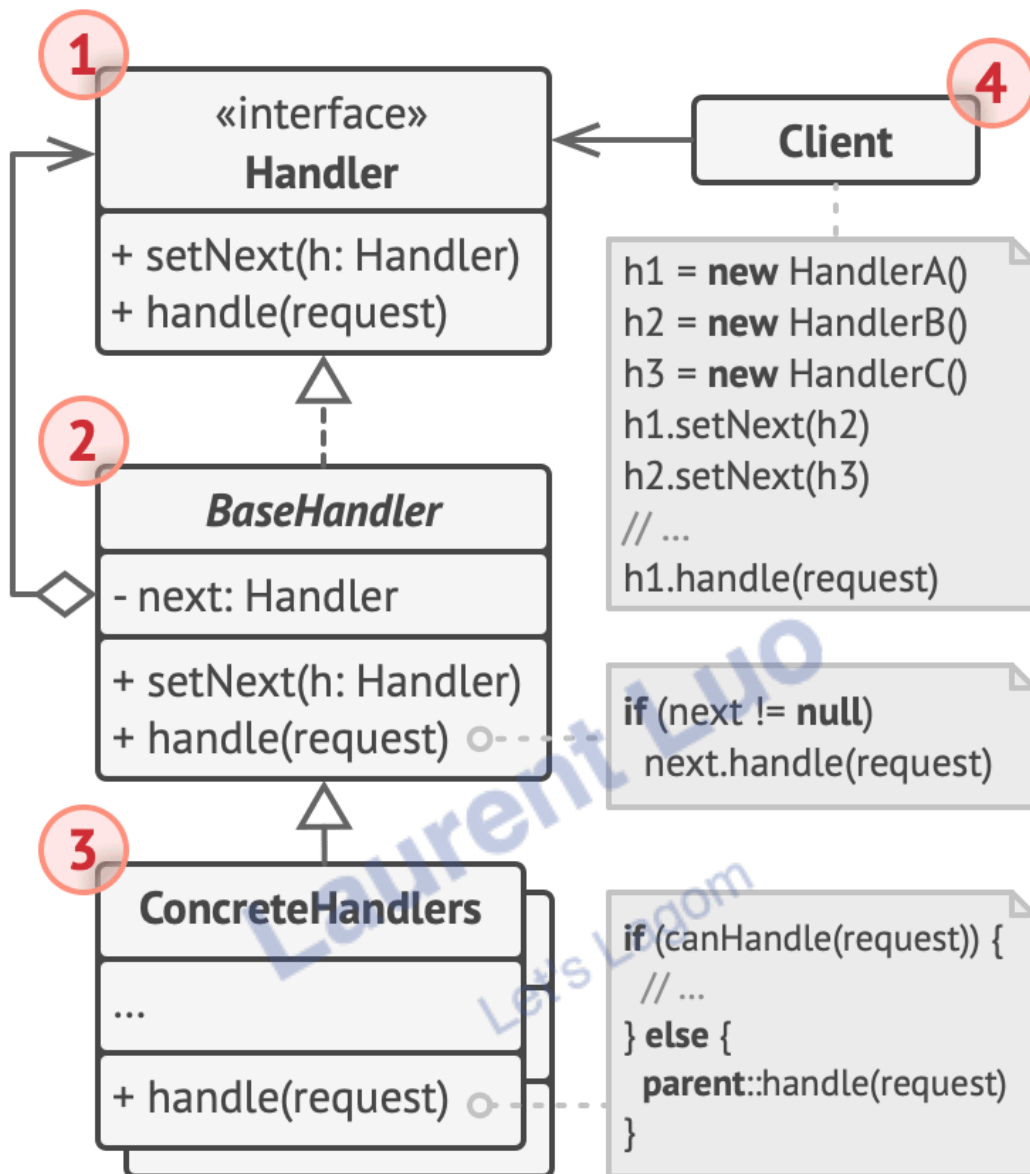 1
«interface»
Handler
+ setNext(h: Handler)
+ handle(request)
4
Client
h1 = new HandlerA()
h2 = new HandlerB()
h3 = new HandlerC()
h1.setNext(h2)
h2.setNext(h3)
// ...
h1.handle(request)
2
BaseHandler
- next: Handler
+ setNext(h: Handler)
+ handle(request)
if (next != null)
next.handle(request)
3
ConcreteHandlers
...
+ handle(request)
if (canHandle(request)) {
// ...
} else {
parent::handle(request)
}
Laurent Luo
Let's Lagom